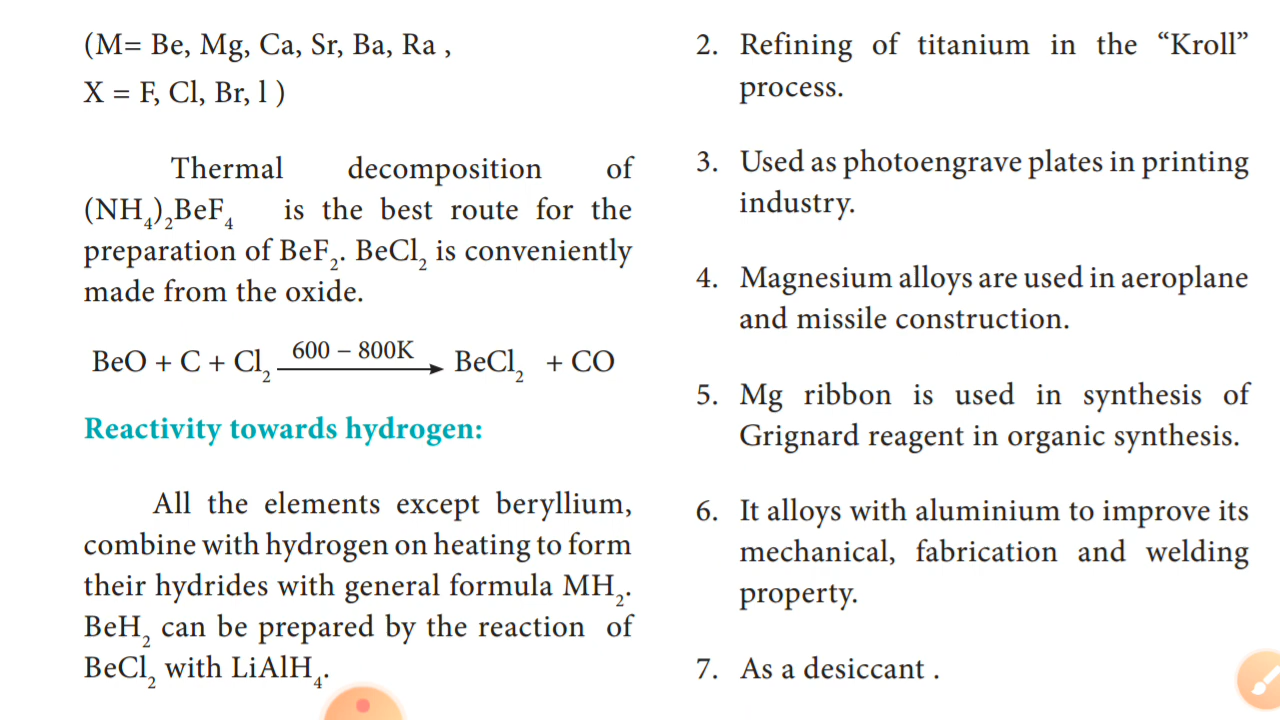 (M= Be, Mg, Ca, Sr, Ba, Ra ,
X = F, Cl, Br, l )
Thermal decomposition of
(NH₄)₂BeF₄ is the best route for the
preparation of BeF₂. BeCl₂ is conveniently
made from the oxide.
BeO + C + Cl₂ 600 – 800K⟶ BeCl₂ + CO
Reactivity towards hydrogen:
All the elements except beryllium,
combine with hydrogen on heating to form
their hydrides with general formula MH₂.
BeH₂ can be prepared by the reaction of
BeCl₂ with LiAlH₄.
2. Refining of titanium in the “Kroll”
process.
3. Used as photoengrave plates in printing
industry.
4. Magnesium alloys are used in aeroplane
and missile construction.
5. Mg ribbon is used in synthesis of
Grignard reagent in organic synthesis.
6. It alloys with aluminium to improve its
mechanical, fabrication and welding
property.
7. As a desiccant .